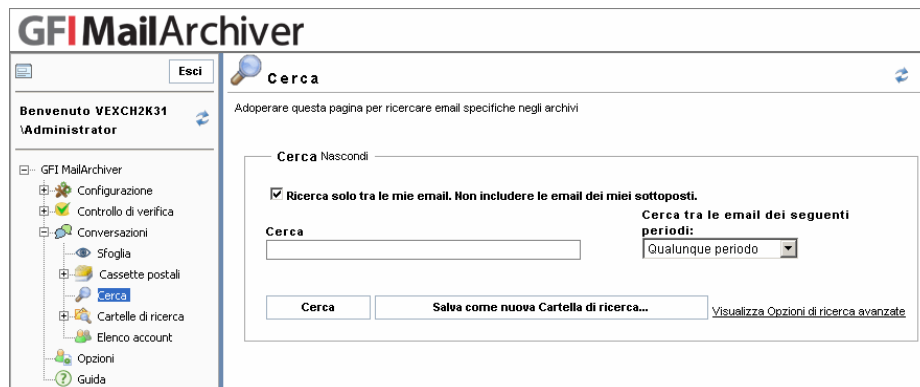 GFI MailArchiver
Esci
Benvenuto VEXCH2K31
\Administrator
GFI MailArchiver
Configurazione
Controllo di verifica
Conversazioni
Sfoglia
Cassette postali
Cerca
Cartelle di ricerca
Elenco account
Opzioni
Guida
Cerca
Adoperare questa pagina per ricercare email specifiche negli archivi
Cerca Nascondi
Ricerca solo tra le mie email. Non includere le email dei miei sottoposti.
Cerca
Cerca tra le email dei seguenti
periodi:
Qualunque periodo
Cerca
Salva come nuova Cartella di ricerca...
Visualizza Opzioni di ricerca avanzate